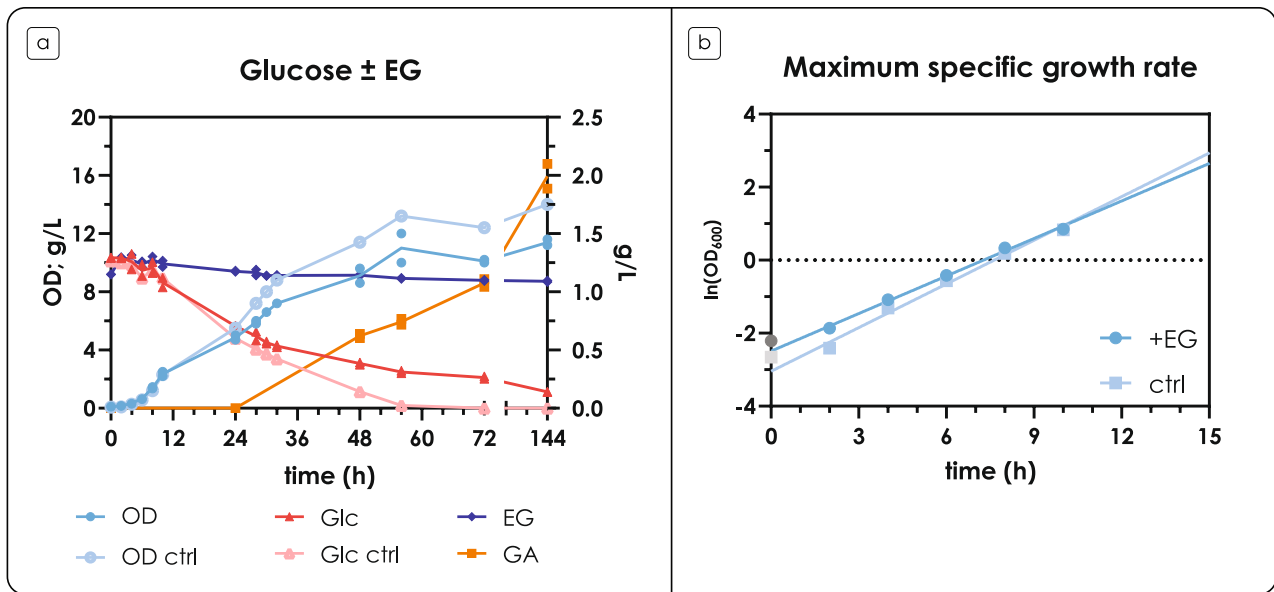 a
Glucose ± EG
20
16
12
8
4
0
OD; g/L
2.5
2.0
1.5
1.0
0.5
0.0
g/L
0 12 24 36 48 60 72 144
time (h)
OD Glc EG
OD ctrl Glc ctrl GA
b
Maximum specific growth rate
4
2
0
-2
-4
ln(OD600)
0 3 6 9 12 15
time (h)
+EG
ctrl